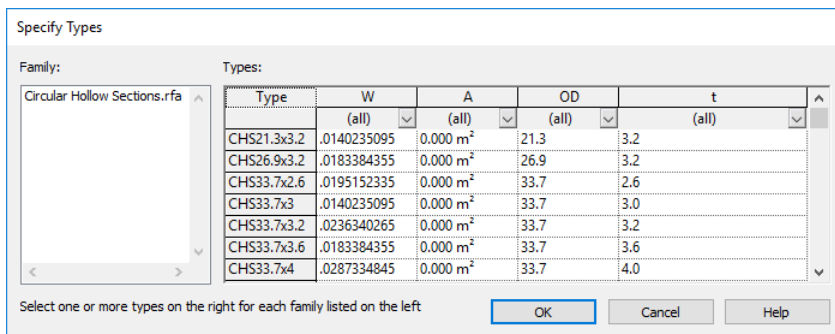 Specify Types
Family: Types:
Circular Hollow Sections.rfa
Type W A OD t
(all) (all) (all) (all)
CHS21.3x3.2 .0140235095 0.000 m² 21.3 3.2
CHS26.9x3.2 .0183384355 0.000 m² 26.9 3.2
CHS33.7x2.6 .0195152335 0.000 m² 33.7 2.6
CHS33.7x3 .0140235095 0.000 m² 33.7 3.0
CHS33.7x3.2 .0236340265 0.000 m² 33.7 3.2
CHS33.7x3.6 .0183384355 0.000 m² 33.7 3.6
CHS33.7x4 .0287334845 0.000 m² 33.7 4.0
Select one or more types on the right for each family listed on the left
OK Cancel Help